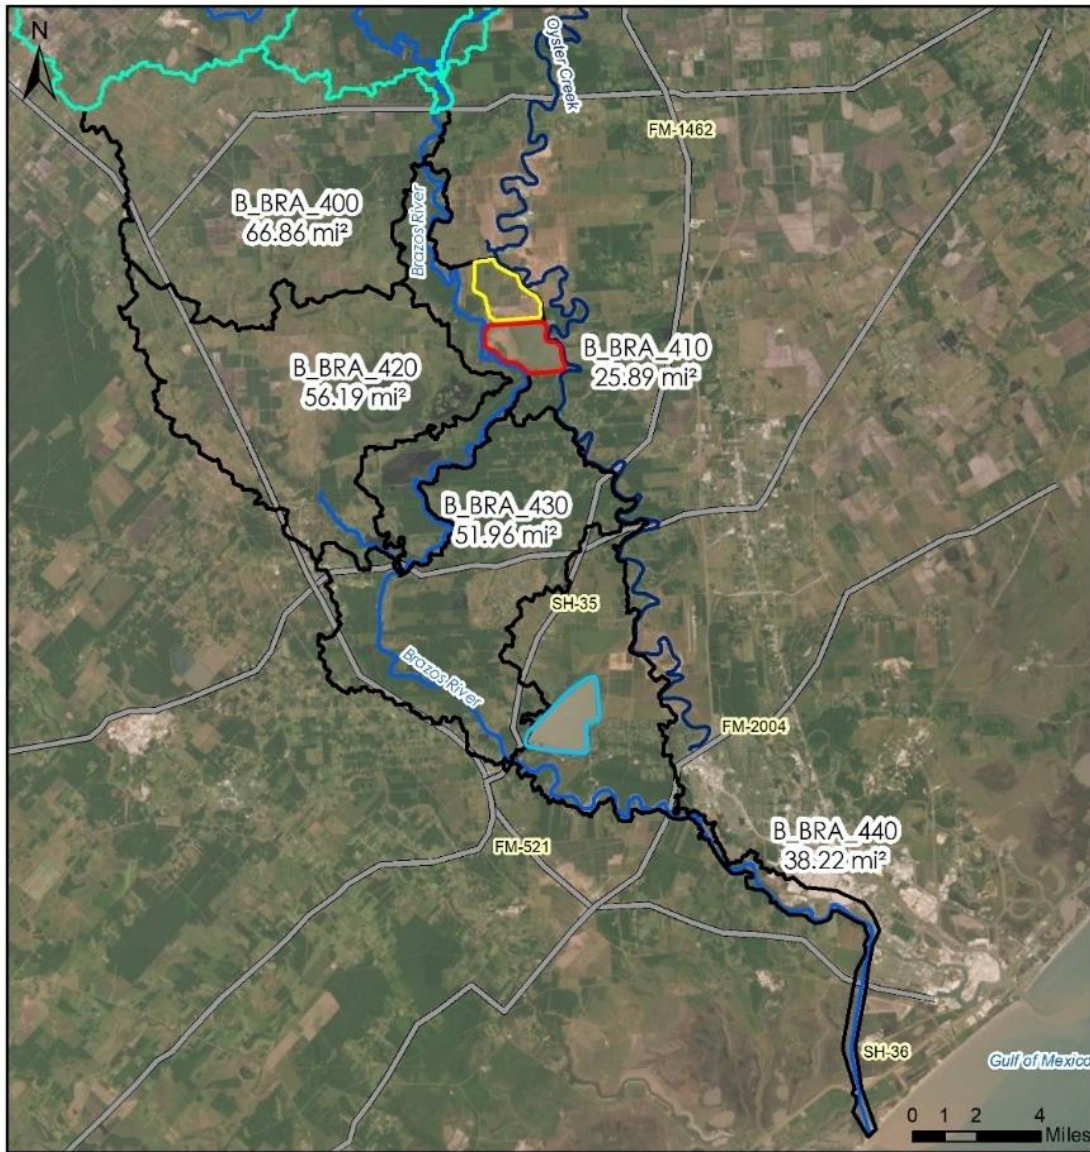 N
Oyster Creek
FM-1462
B_BRA_400
66.86 mi²
Brazos River
B_BRA_410
25.89 mi²
B_BRA_420
56.19 mi²
B_BRA_430
51.96 mi²
SH-35
Brazos River
FM-2004
B_BRA_440
38.22 mi²
FM-521
SH-36
Gulf of Mexico
0 1 2 4
Miles